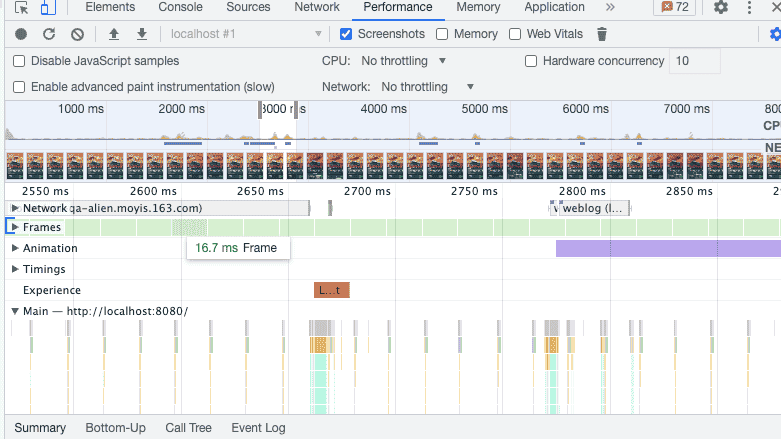 Elements Console Sources Network Performance Memory Application » 72
localhost #1 Screenshots Memory Web Vitals
Disable JavaScript samples CPU: No throttling Hardware concurrency 10
Enable advanced paint instrumentation (slow) Network: No throttling
1000 ms 2000 ms 3000 4000 ms 5000 ms 6000 ms 7000 ms
CP
NE
2550 ms 2600 ms 2650 ms 2700 ms 2750 ms 2800 ms 2850 ms
Network qa-alien.moyis.163.com) weblog (l...
Frames
Animation 16.7 ms Frame
Timings
Experience L...t
Main — http://localhost:8080/
Summary Bottom-Up Call Tree Event Log